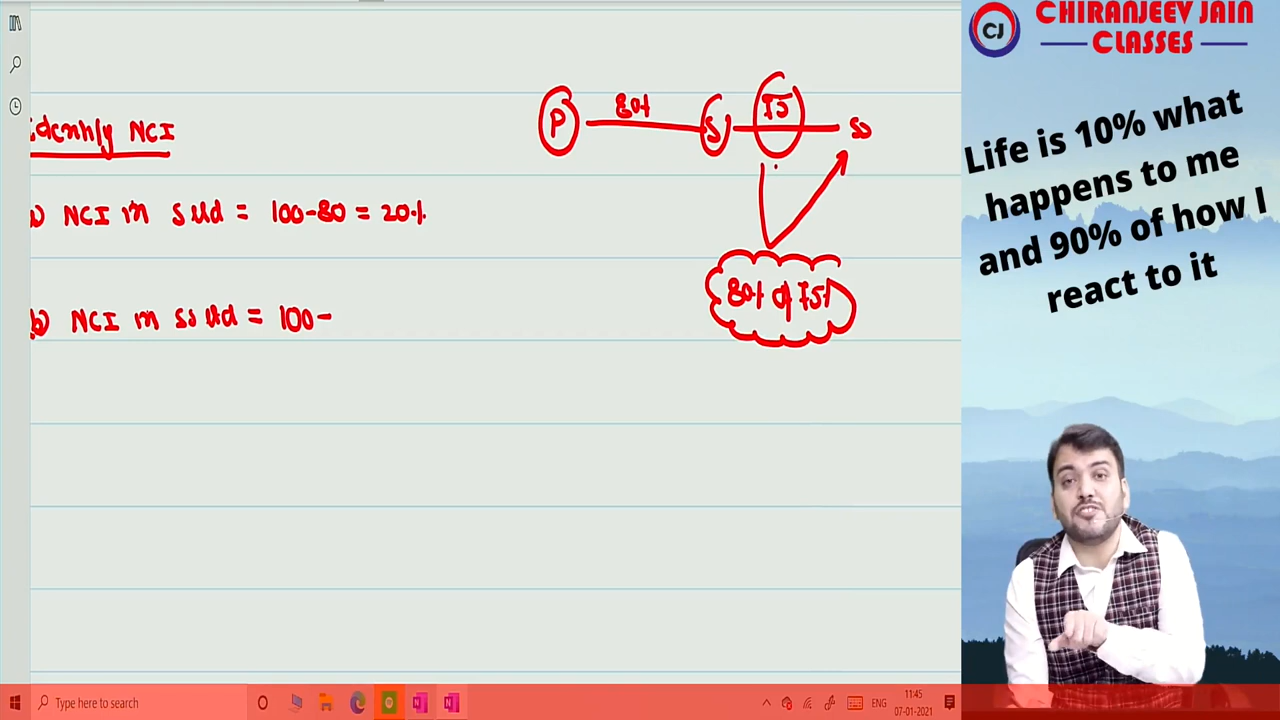 Identify NCI
P 80% S 75 SS
a) NCI in S Ltd = 100-80 = 20%
80% of 75%
b) NCI in SS Ltd = 100-
CJ
CHIRANJEEV JAIN
CLASSES
Life is 10% what
happens to me
and 90% of how I
react to it
Type here to search
ENG
11:45
07-01-2021